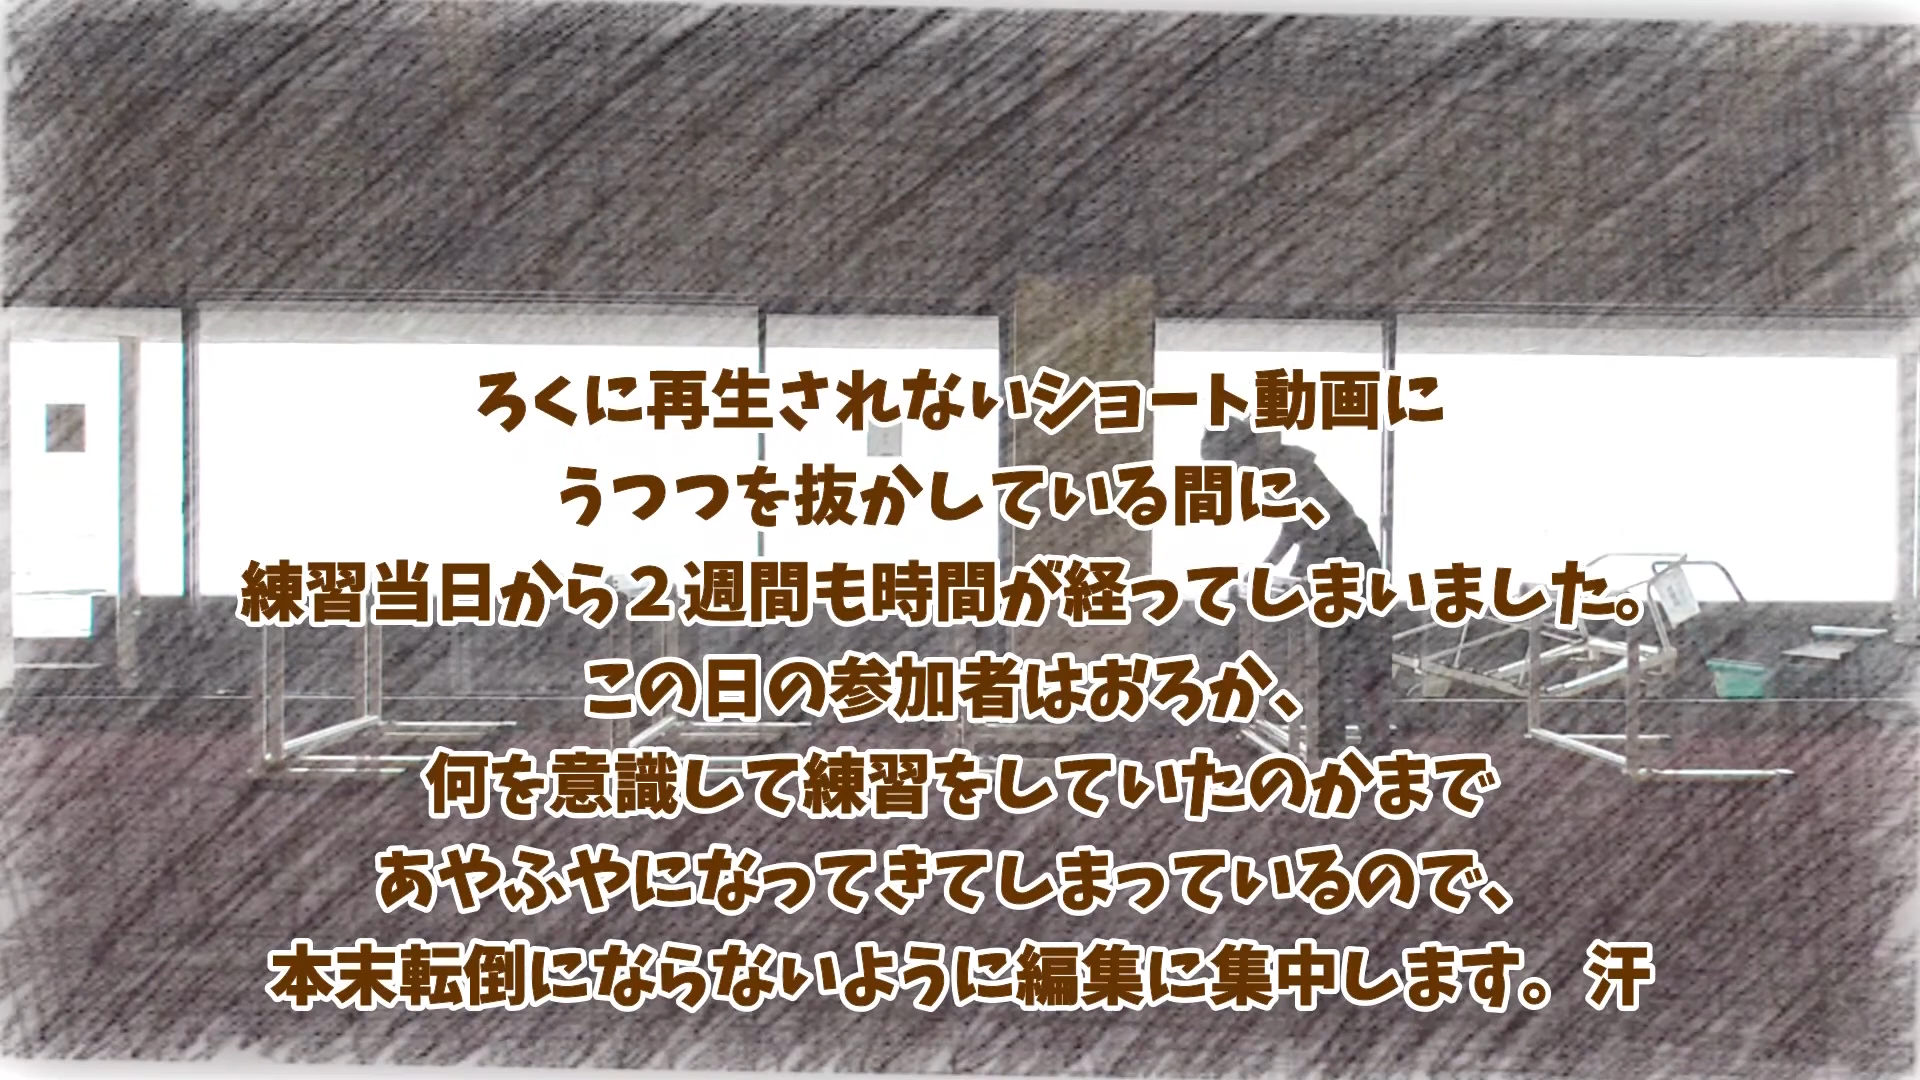 ろくに再生されないショート動画に
うつつを抜かしている間に、
練習当日から２週間も時間が経ってしまいました。
この日の参加者はおろか、
何を意識して練習をしていたのかまで
あやふやになってきてしまっているので、
本末転倒にならないように編集に集中します。汗